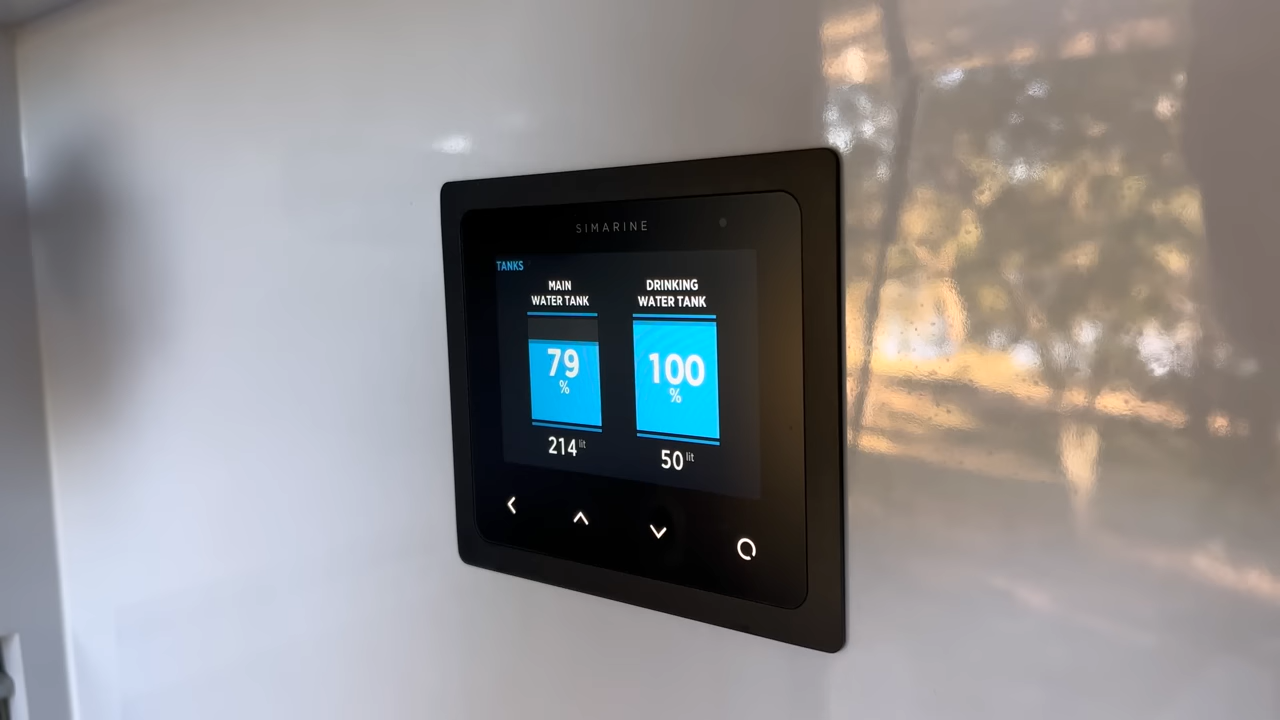 SIMARINE
TANKS
MAIN
WATER TANK
79
%
214 lit
DRINKING
WATER TANK
100
%
50 lit